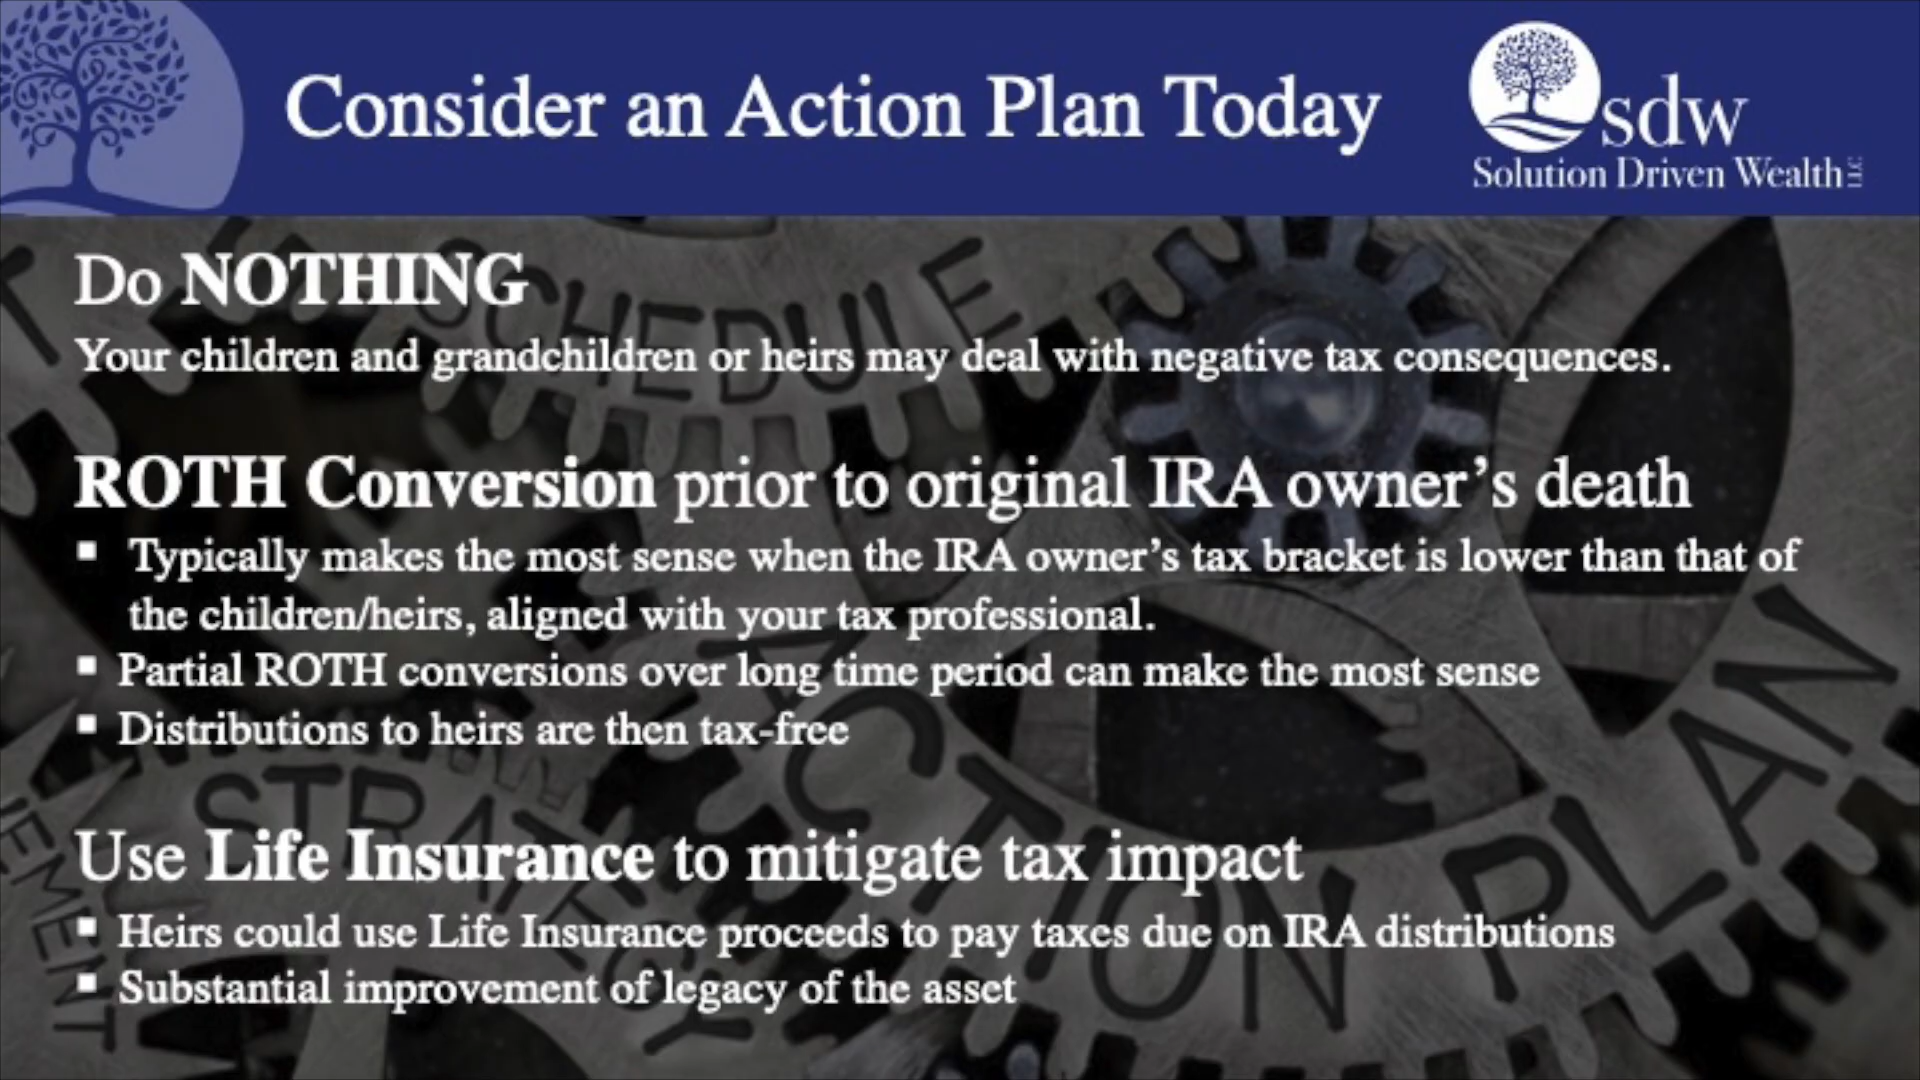 Consider an Action Plan Today
sdw
Solution Driven Wealth LLC
Do NOTHING
Your children and grandchildren or heirs may deal with negative tax consequences.
ROTH Conversion prior to original IRA owner’s death
▪ Typically makes the most sense when the IRA owner’s tax bracket is lower than that of
the children/heirs, aligned with your tax professional.
▪ Partial ROTH conversions over long time period can make the most sense
▪ Distributions to heirs are then tax-free
Use Life Insurance to mitigate tax impact
▪ Heirs could use Life Insurance proceeds to pay taxes due on IRA distributions
▪ Substantial improvement of legacy of the asset
SCHEDULE
STRATEGY
ACTION PLAN